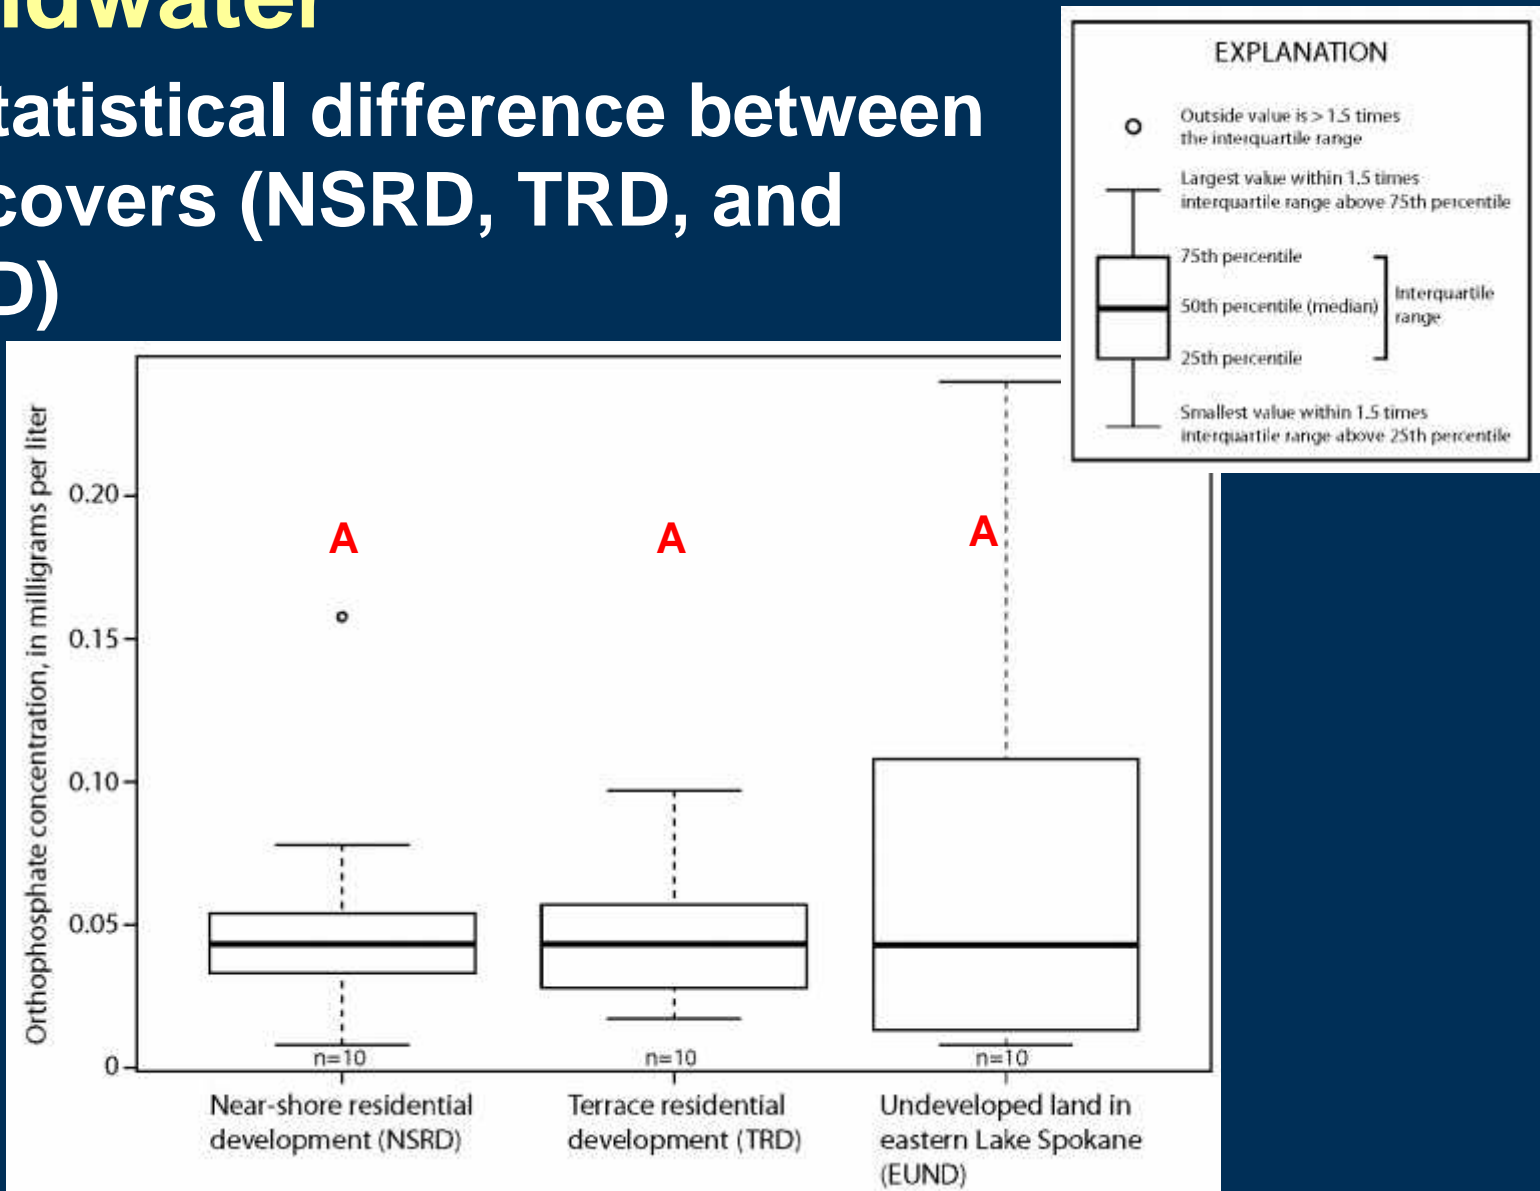 ndwater
tatistical difference between
covers (NSRD, TRD, and
D)
EXPLANATION
Outside value is > 1.5 times
the interquartile range
Largest value within 1.5 times
interquartile range above 75th percentile
75th percentile
50th percentile (median)
Interquartile
range
25th percentile
Smallest value within 1.5 times
interquartile range above 25th percentile
Orthophosphate concentration, in milligrams per liter
0.20
0.15
0.10
0.05
0
A
A
A
n=10
n=10
n=10
Near-shore residential
development (NSRD)
Terrace residential
development (TRD)
Undeveloped land in
eastern Lake Spokane
(EUND)